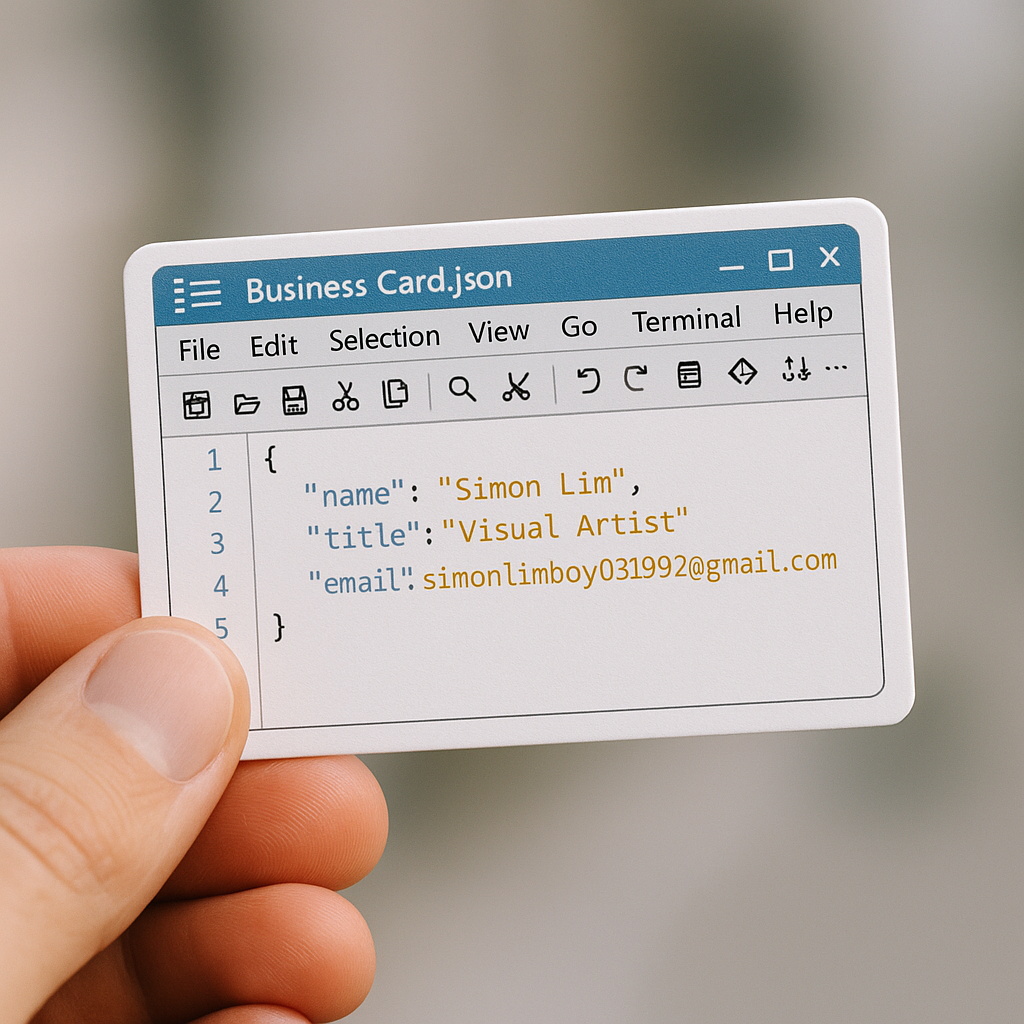 Business Card.json
File Edit Selection View Go Terminal Help
1 {
2 "name": "Simon Lim",
3 "title":"Visual Artist"
4 "email": simonlimboy031992@gmail.com
5 }